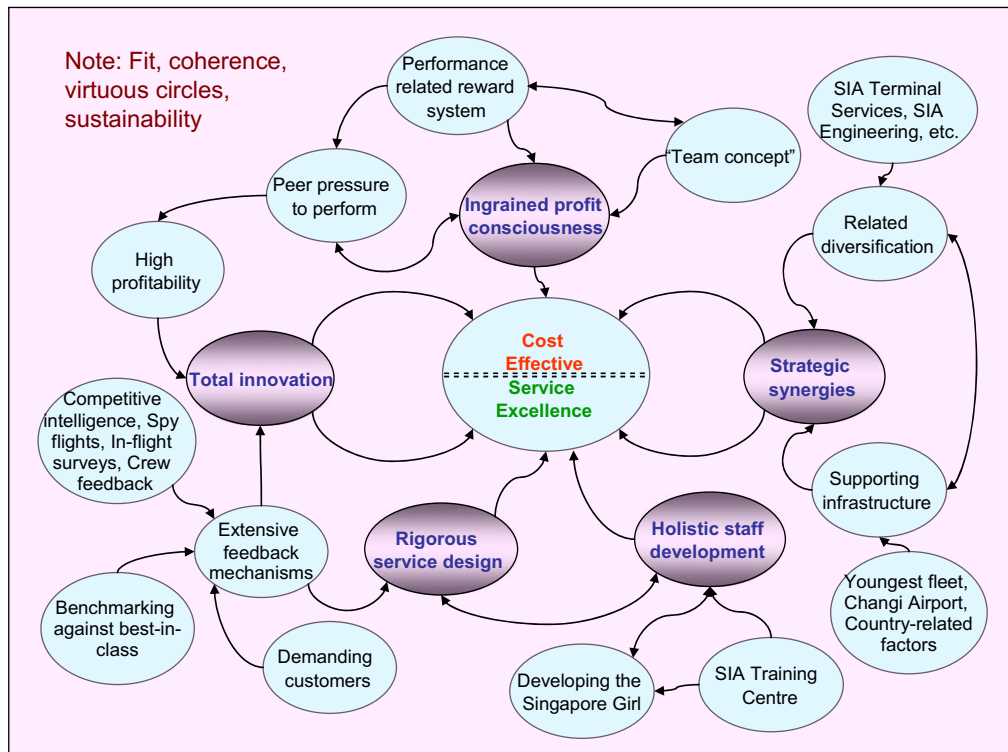 Note: Fit, coherence,
virtuous circles,
sustainability
Performance
related reward
system
SIA Terminal
Services, SIA
Engineering, etc.
“Team concept”
Peer pressure
to perform
Ingrained profit
consciousness
Related
diversification
High
profitability
Cost
Effective
Service
Excellence
Total innovation
Strategic
synergies
Competitive
intelligence, Spy
flights, In-flight
surveys, Crew
feedback
Supporting
infrastructure
Extensive
feedback
mechanisms
Rigorous
service design
Holistic staff
development
Youngest fleet,
Changi Airport,
Country-related
factors
Benchmarking
against best-in-
class
Demanding
customers
Developing the
Singapore Girl
SIA Training
Centre